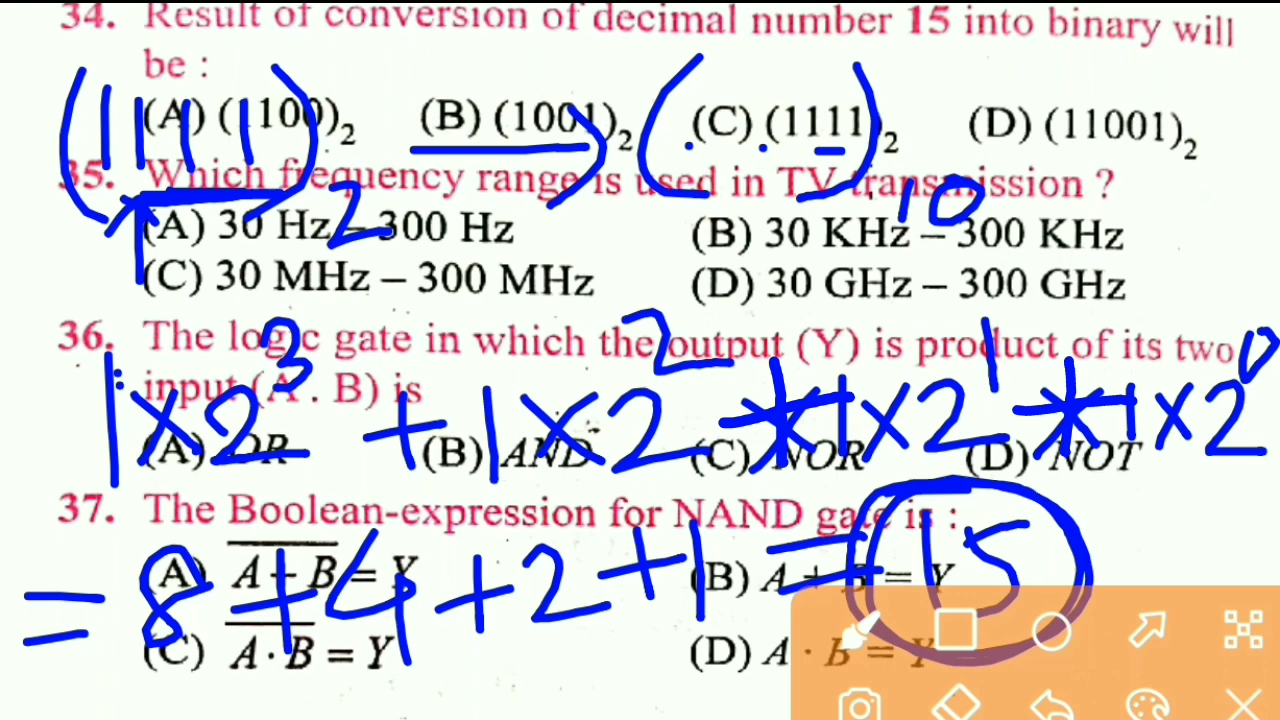 34. Result of conversion of decimal number 15 into binary will
be :
(A) (1100)₂ (B) (1001)₂ (C) (1111)₂ (D) (11001)₂
(1111)₂ ( )₁₀
35. Which frequency range is used in TV transmission ?
(A) 30 Hz – 300 Hz (B) 30 KHz – 300 KHz
(C) 30 MHz – 300 MHz (D) 30 GHz – 300 GHz
36. The logic gate in which the output (Y) is product of its two
input (A . B) is
1×2³ + 1×2² + 1×2¹ + 1×2⁰
(A) OR (B) AND (C) NOR (D) NOT
37. The Boolean-expression for NAND gate is :
= 8 + 4 + 2 + 1 = 15
(A) A̅ ̅+̅ ̅B̅ = Y (B) A + B = Y
(C) A̅ ̅·̅ ̅B̅ = Y (D) A · B = Y